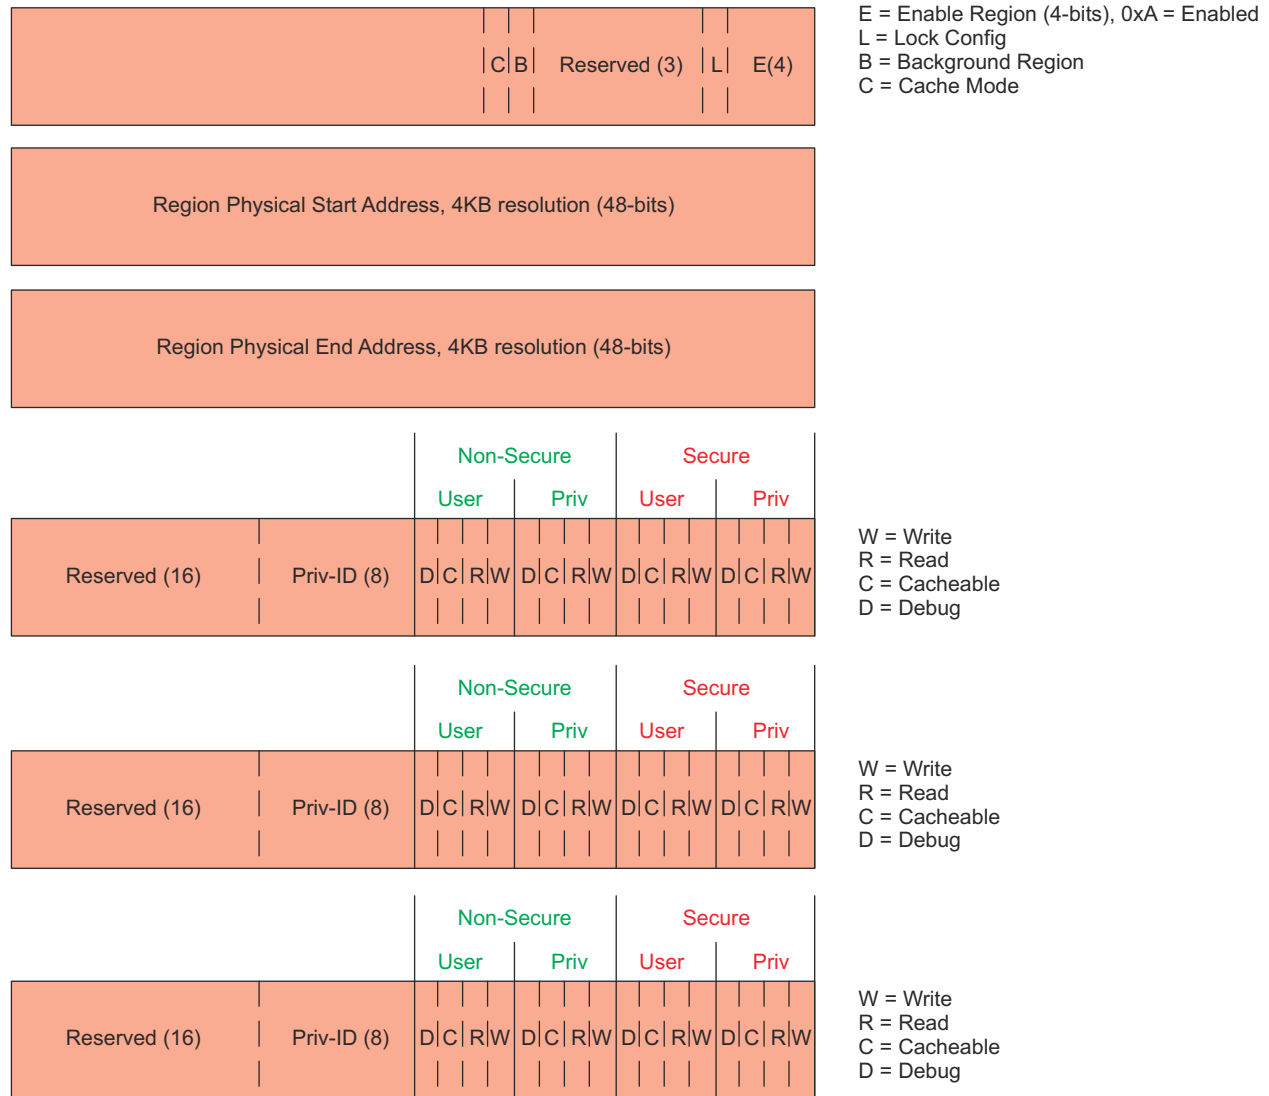 C B Reserved (3) L E(4)
E = Enable Region (4-bits), 0xA = Enabled
L = Lock Config
B = Background Region
C = Cache Mode
Region Physical Start Address, 4KB resolution (48-bits)
Region Physical End Address, 4KB resolution (48-bits)
Non-Secure Secure
User Priv User Priv
Reserved (16) Priv-ID (8) D C R W D C R W D C R W D C R W
W = Write
R = Read
C = Cacheable
D = Debug
Non-Secure Secure
User Priv User Priv
Reserved (16) Priv-ID (8) D C R W D C R W D C R W D C R W
W = Write
R = Read
C = Cacheable
D = Debug
Non-Secure Secure
User Priv User Priv
Reserved (16) Priv-ID (8) D C R W D C R W D C R W D C R W
W = Write
R = Read
C = Cacheable
D = Debug